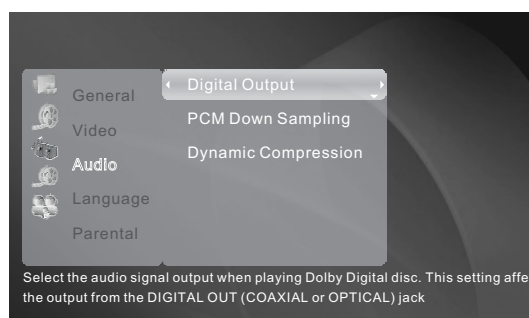 General
Video
Audio
Language
Parental
Digital Output
PCM Down Sampling
Dynamic Compression
Select the audio signal output when playing Dolby Digital disc. This setting affe
the output from the DIGITAL OUT (COAXIAL or OPTICAL) jack